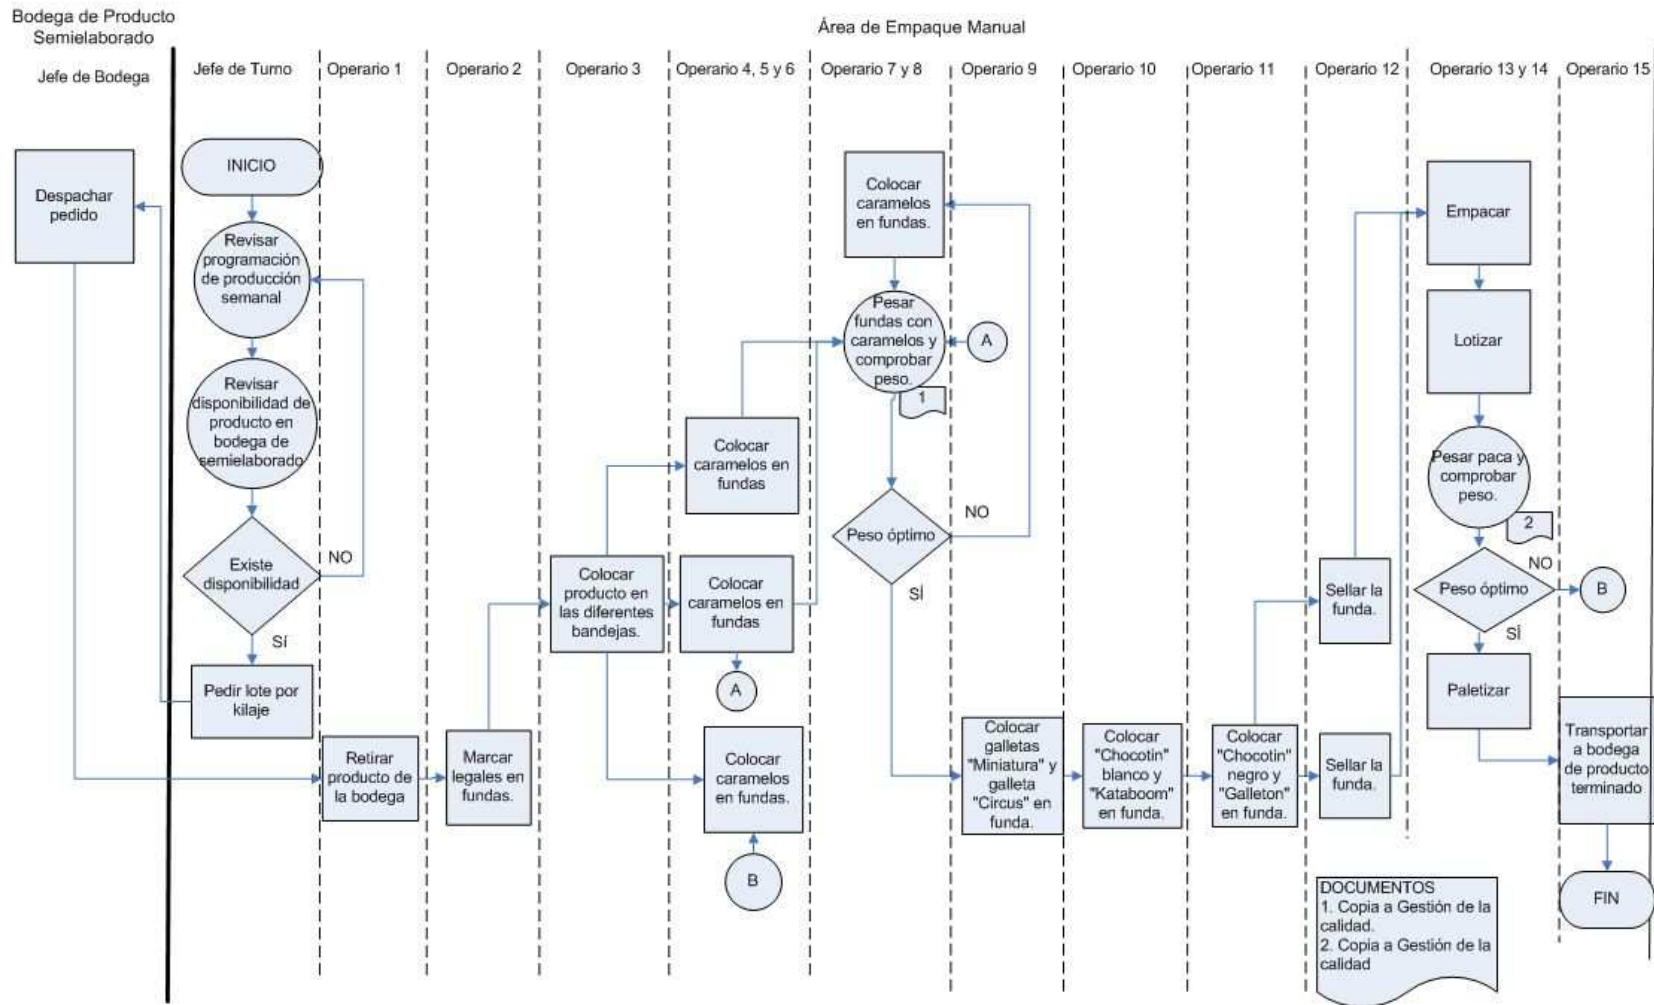 Bodega de Producto
Semielaborado
Área de Empaque Manual
Jefe de Bodega
Jefe de Turno
Operario 1
Operario 2
Operario 3
Operario 4, 5 y 6
Operario 7 y 8
Operario 9
Operario 10
Operario 11
Operario 12
Operario 13 y 14
Operario 15
Despachar
pedido
INICIO
Revisar
programación
de producción
semanal
Revisar
disponibilidad de
producto en
bodega de
semielaborado
Existe
disponibilidad
NO
SÍ
Pedir lote por
kilaje
Retirar
producto de
la bodega
Marcar
legales en
fundas.
Colocar
producto en
las diferentes
bandejas.
Colocar
caramelos en
fundas
Colocar
caramelos en
fundas
A
Colocar
caramelos
en fundas.
B
Colocar
caramelos
en fundas.
Pesar
fundas con
caramelos y
comprobar
peso.
1
A
Peso óptimo
NO
SÍ
Colocar
galletas
"Miniatura" y
galleta
"Circus" en
funda.
Colocar
"Chocotin"
blanco y
"Kataboom"
en funda.
Colocar
"Chocotin"
negro y
"Galleton"
en funda.
Sellar la
funda.
Sellar la
funda.
Empacar
Lotizar
Pesar paca y
comprobar
peso.
2
Peso óptimo
NO
B
SÍ
Paletizar
Transportar
a bodega
de producto
terminado
FIN
DOCUMENTOS
1. Copia a Gestión de la
calidad.
2. Copia a Gestión de la
calidad